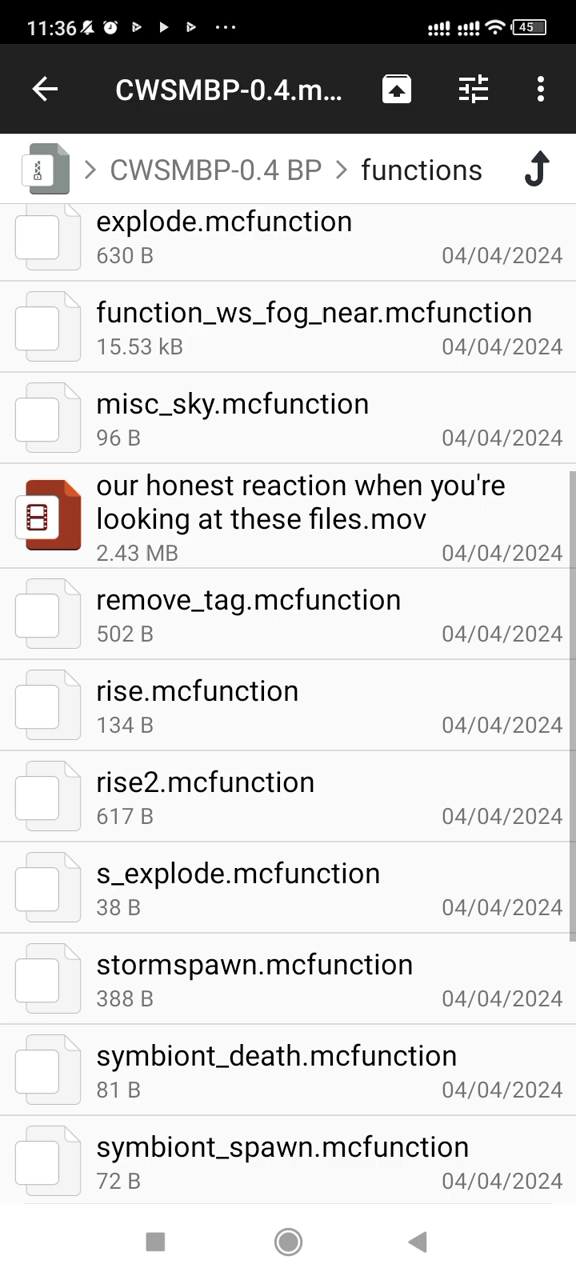 11:36
45
CWSMBP-0.4.m...
CWSMBP-0.4 BP
functions
explode.mcfunction
630 B
04/04/2024
function_ws_fog_near.mcfunction
15.53 kB
04/04/2024
misc_sky.mcfunction
96 B
04/04/2024
our honest reaction when you're
looking at these files.mov
2.43 MB
04/04/2024
remove_tag.mcfunction
502 B
04/04/2024
rise.mcfunction
134 B
04/04/2024
rise2.mcfunction
617 B
04/04/2024
s_explode.mcfunction
38 B
04/04/2024
stormspawn.mcfunction
388 B
04/04/2024
symbiont_death.mcfunction
81 B
04/04/2024
symbiont_spawn.mcfunction
72 B
04/04/2024